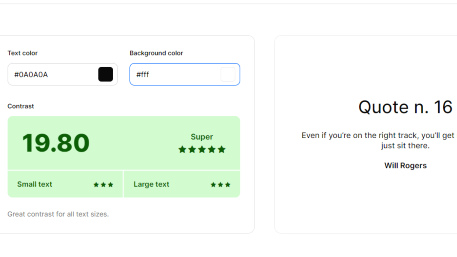 Text color
Background color
#0A0A0A
#fff
Contrast
19.80
Super
★★★★★
Small text ★★★
Large text ★★★
Great contrast for all text sizes.
Quote n. 16
Even if you're on the right track, you'll get
just sit there.
Will Rogers